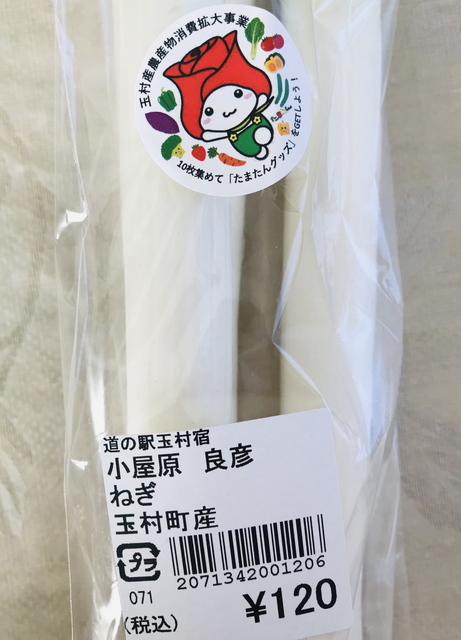 玉村産農産物消費拡大事業
10枚集めて「たまたんグッズ」をGETしよう!
道の駅玉村宿
小屋原 良彦
ねぎ
玉村町産
プラ
2071342001206
071
(税込) ¥120